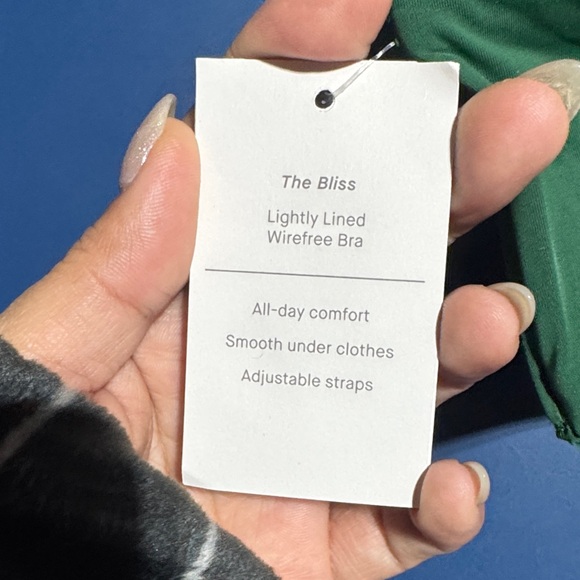 The Bliss
Lightly Lined
Wirefree Bra
All-day comfort
Smooth under clothes
Adjustable straps